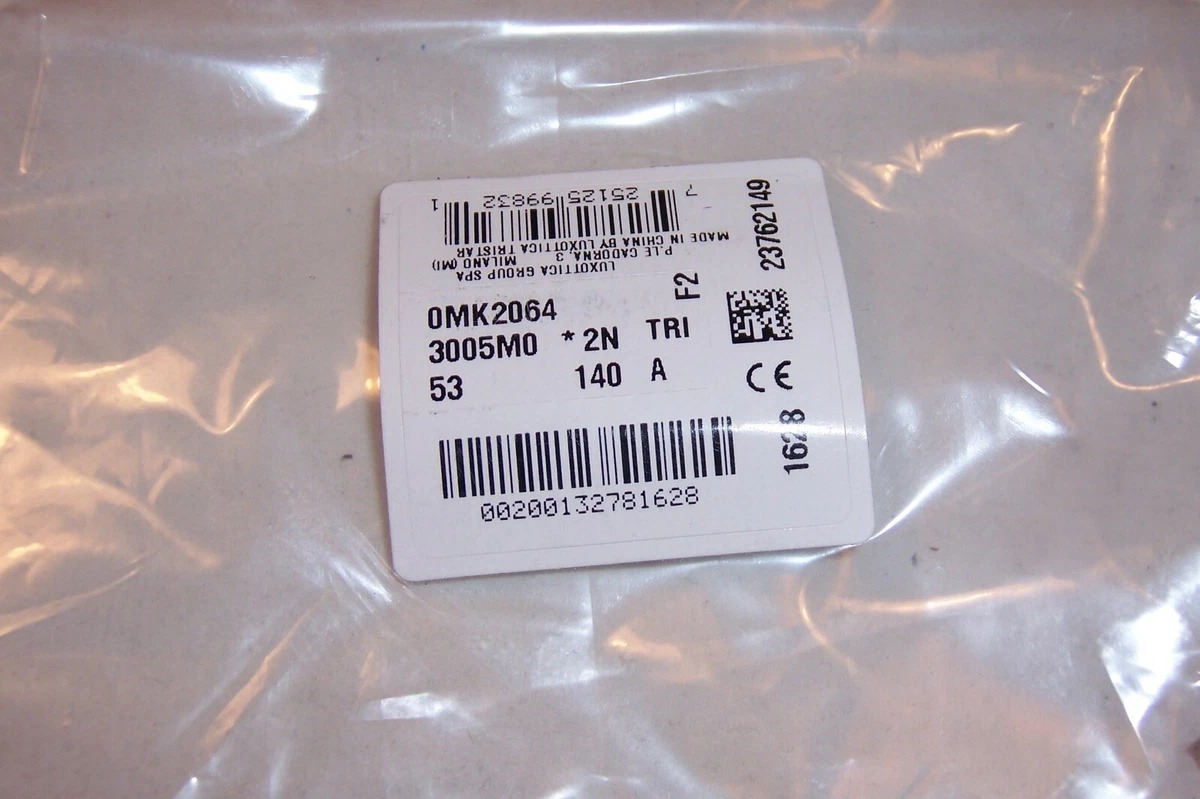 7 25125 99832 1
MADE IN CHINA BY LUXOTTICA TRISTAR
P.LE CADORNA, 3 MILANO (MI)
LUXOTTICA GROUP SPA
23762149
F2
0MK2064
3005M0 * 2N TRI
53 140 A
CE
1628
00200132781628